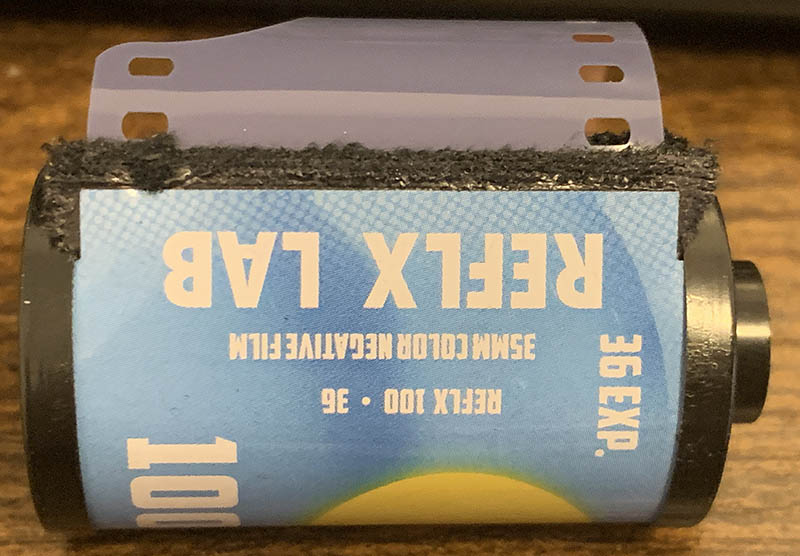 REFLX LAB
35MM COLOR NEGATIVE FILM
REFLX 100 • 36
36 EXP.
100